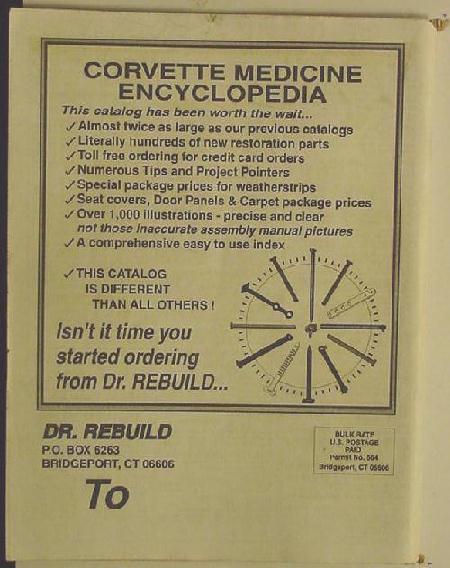 CORVETTE MEDICINE
ENCYCLOPEDIA
This catalog has been worth the wait...
✓ Almost twice as large as our previous catalogs
✓ Literally hundreds of new restoration parts
✓ Toll free ordering for credit card orders
✓ Numerous Tips and Project Pointers
✓ Special package prices for weatherstrips
✓ Seat covers, Door Panels & Carpet package prices
✓ Over 1,000 illustrations - precise and clear
not those inaccurate assembly manual pictures
✓ A comprehensive easy to use index
✓ THIS CATALOG
IS DIFFERENT
THAN ALL OTHERS !
Isn't it time you
started ordering
from Dr. REBUILD...
DR. REBUILD
P.O. BOX 6263
BRIDGEPORT, CT 06606
To
BULK RATE
U.S. POSTAGE
PAID
Permit No. 564
Bridgeport, CT 06606